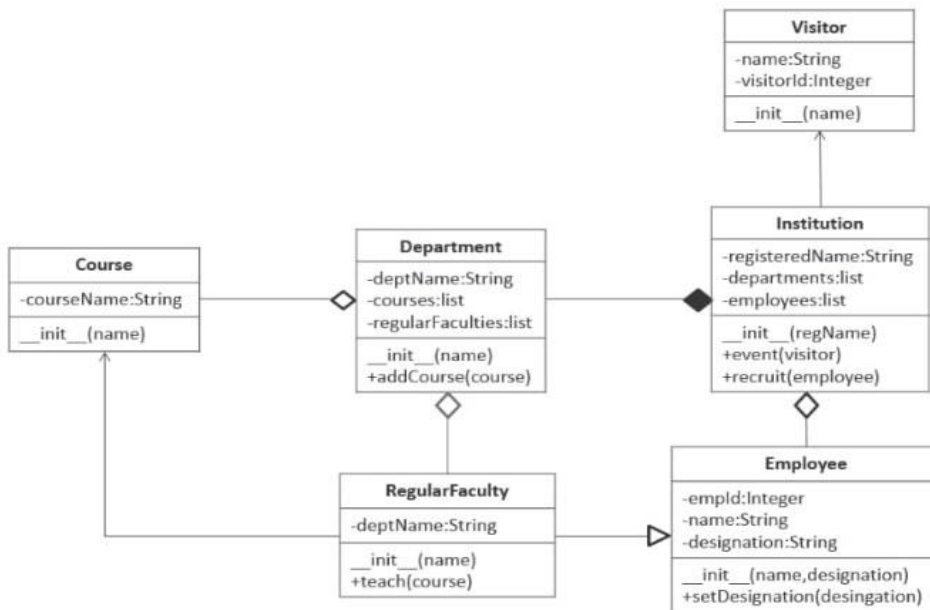 Visitor
-name:String
-visitorId:Integer
__init__(name)
Institution
-registeredName:String
-departments:list
-employees:list
__init__(regName)
+event(visitor)
+recruit(employee)
Department
-deptName:String
-courses:list
-regularFaculties:list
__init__(name)
+addCourse(course)
Course
-courseName:String
__init__(name)
RegularFaculty
-deptName:String
__init__(name)
+teach(course)
Employee
-empId:Integer
-name:String
-designation:String
__init__(name,designation)
+setDesignation(desingation)